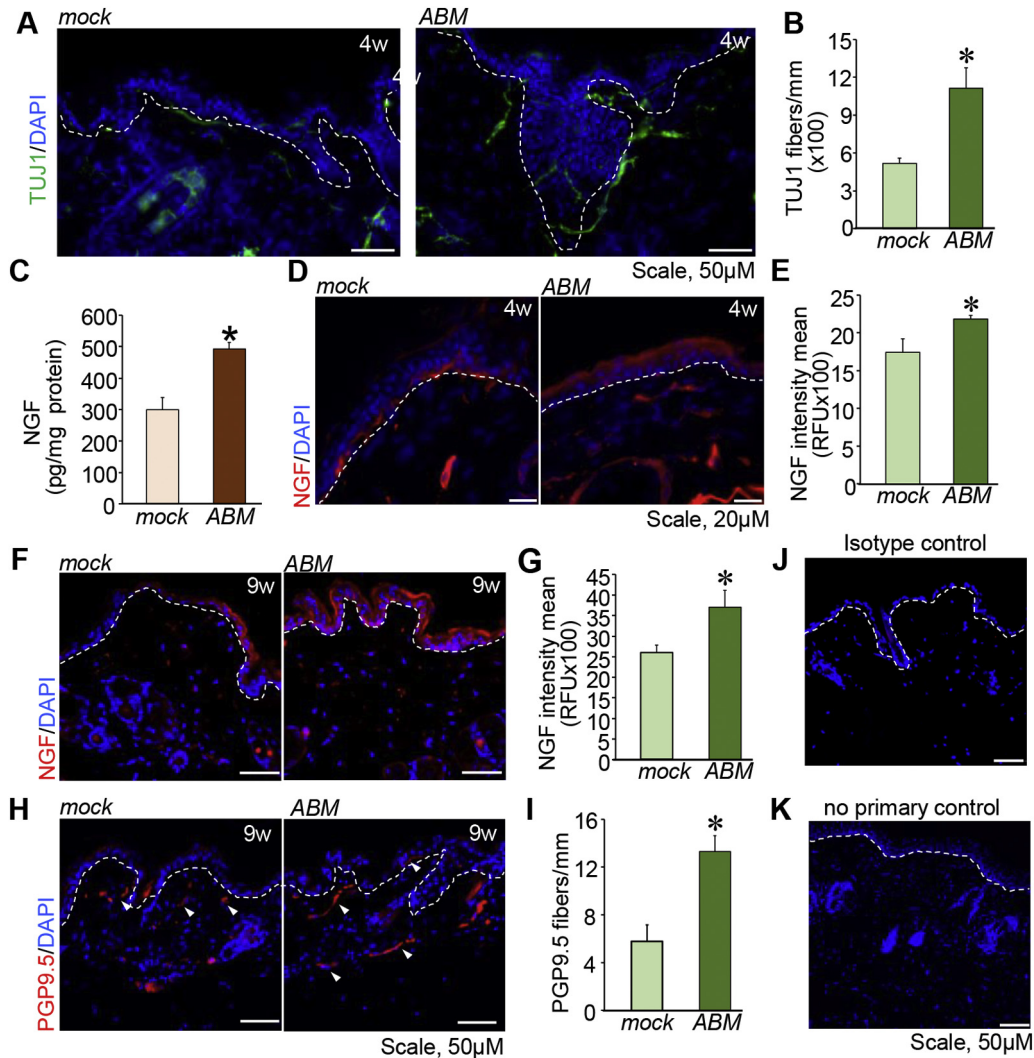 A
mock
4w
4w
TUJ1/DAPI
ABM
4w
Scale, 50µM
B
TUJ1 fibers/mm
(x100)
15
12
9
6
3
0
*
mock
ABM
C
NGF
(pg/mg protein)
600
500
400
300
200
100
0
*
mock
ABM
D
mock
4w
NGF/DAPI
ABM
4w
Scale, 20µM
E
NGF intensity mean
(RFUx100)
25
20
15
10
5
0
*
mock
ABM
F
mock
9w
NGF/DAPI
ABM
9w
G
NGF intensity mean
(RFUx100)
45
40
35
30
25
20
15
10
5
0
*
mock
ABM
J
Isotype control
H
mock
9w
PGP9.5/DAPI
ABM
9w
Scale, 50µM
I
PGP9.5 fibers/mm
16
12
8
4
0
*
mock
ABM
K
no primary control
Scale, 50µM